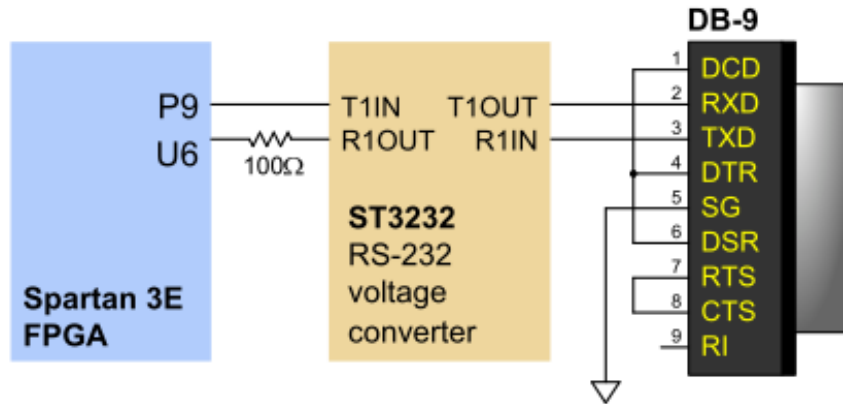 DB-9
P9
U6
100Ω
Spartan 3E
FPGA
T1IN T1OUT
R1OUT R1IN
ST3232
RS-232
voltage
converter
1 DCD
2 RXD
3 TXD
4 DTR
5 SG
6 DSR
7 RTS
8 CTS
9 RI